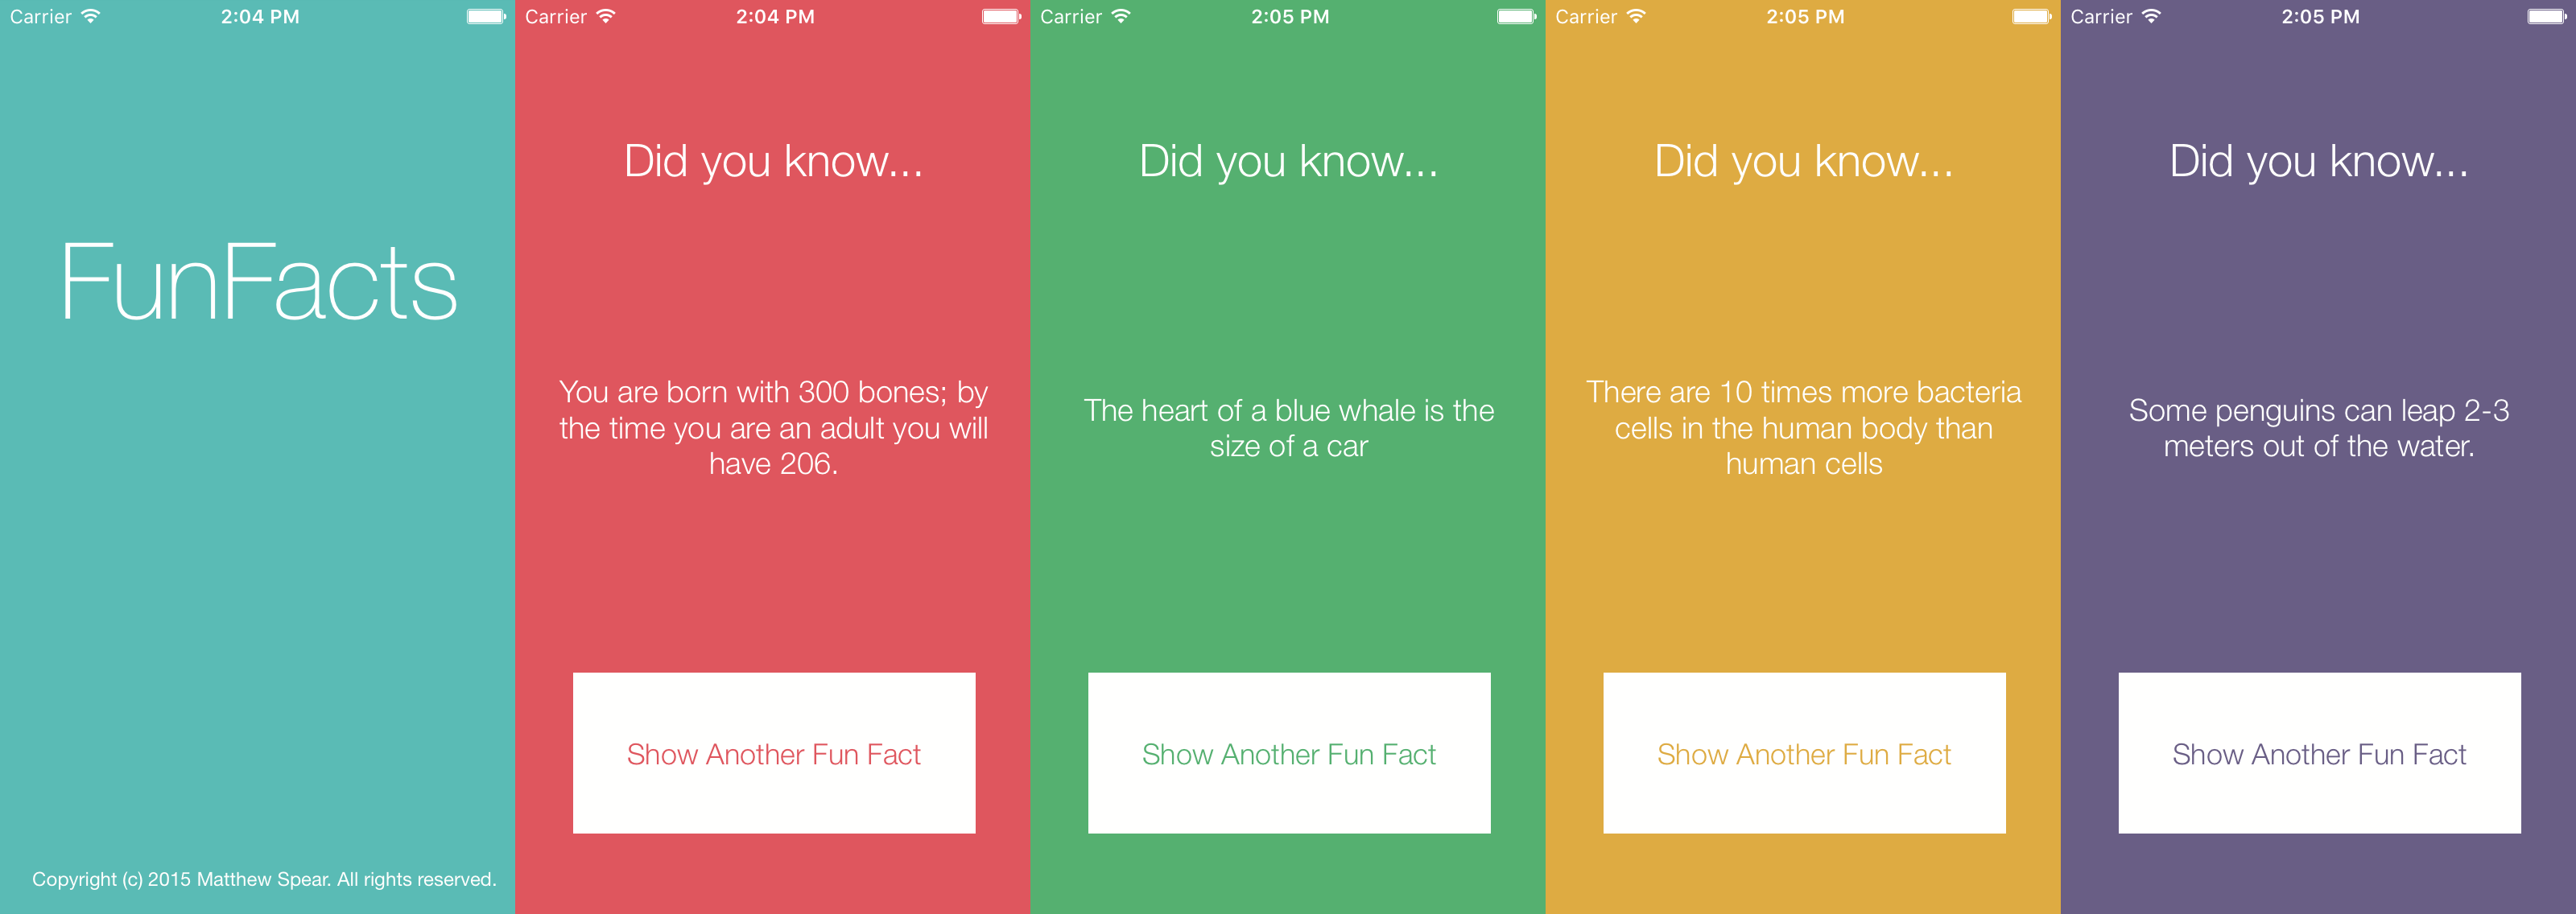 Carrier 2:04 PM
FunFacts
Copyright (c) 2015 Matthew Spear. All rights reserved.
Carrier 2:04 PM
Did you know...
You are born with 300 bones; by
the time you are an adult you will
have 206.
Show Another Fun Fact
Carrier 2:05 PM
Did you know...
The heart of a blue whale is the
size of a car
Show Another Fun Fact
Carrier 2:05 PM
Did you know...
There are 10 times more bacteria
cells in the human body than
human cells
Show Another Fun Fact
Carrier 2:05 PM
Did you know...
Some penguins can leap 2-3
meters out of the water.
Show Another Fun Fact